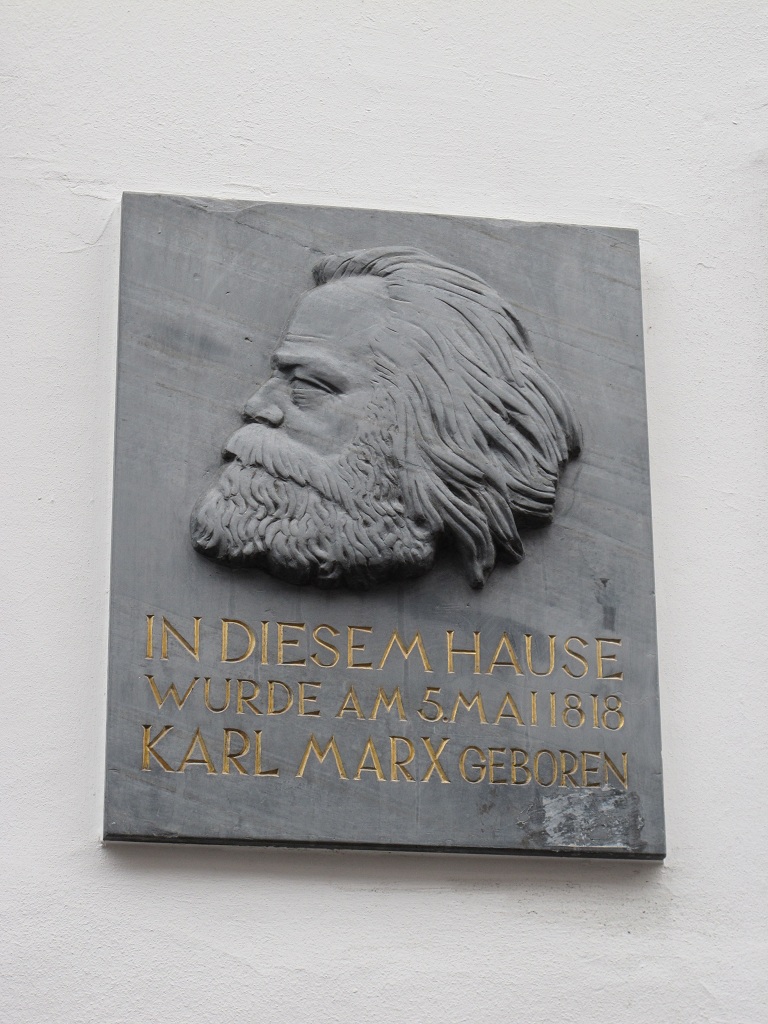 IN DIESEM HAUSE
WURDE AM 5. MAI 1818
KARL MARX GEBOREN